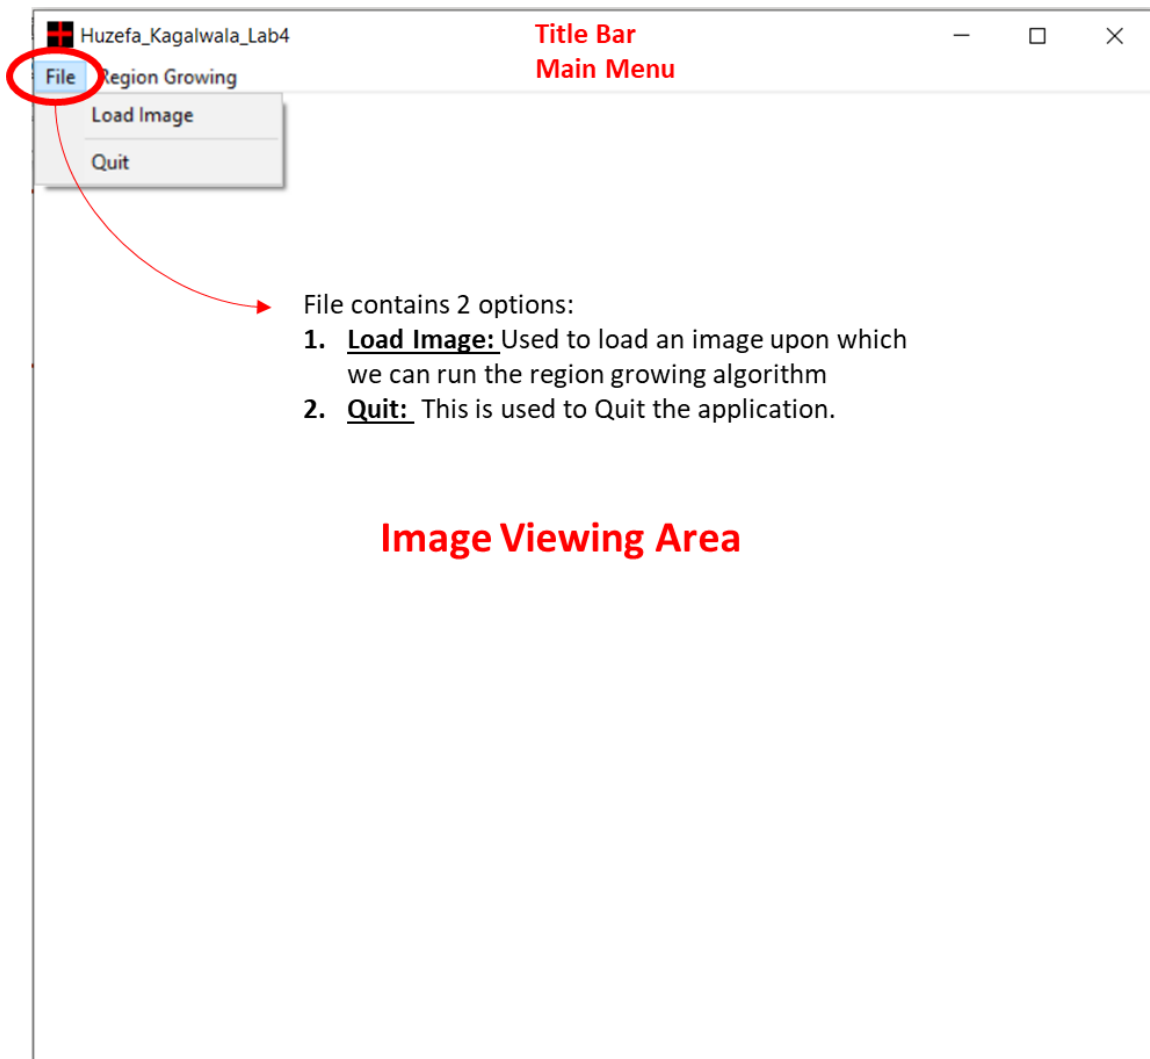 Huzefa_Kagalwala_Lab4
Title Bar
File Region Growing
Main Menu
Load Image
Quit
File contains 2 options:
1. Load Image: Used to load an image upon which
we can run the region growing algorithm
2. Quit: This is used to Quit the application.
Image Viewing Area